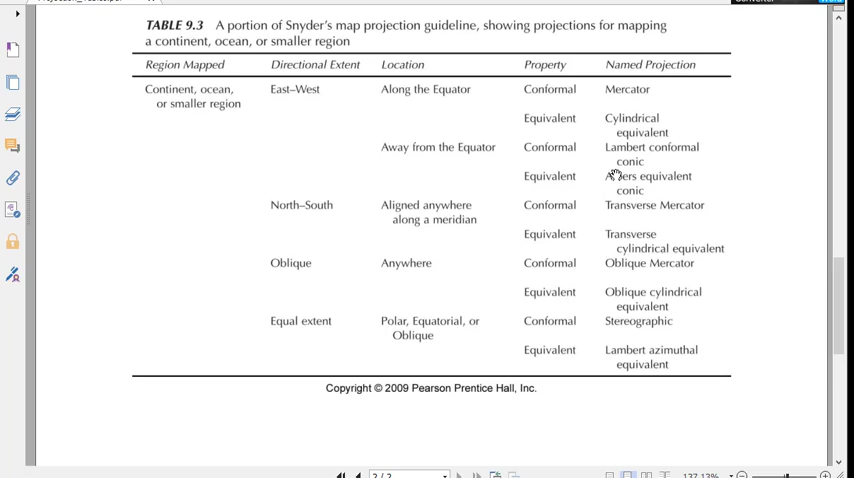 TABLE 9.3 A portion of Snyder's map projection guideline, showing projections for mapping
a continent, ocean, or smaller region
Region Mapped Directional Extent Location Property Named Projection
Continent, ocean, East–West Along the Equator Conformal Mercator
or smaller region
Equivalent Cylindrical
equivalent
Away from the Equator Conformal Lambert conformal
conic
Equivalent equivalent
conic
North–South Aligned anywhere Conformal Transverse Mercator
along a meridian
Equivalent Transverse
cylindrical equivalent
Oblique Anywhere Conformal Oblique Mercator
Equivalent Oblique cylindrical
equivalent
Equal extent Polar, Equatorial, or Conformal Stereographic
Oblique
Equivalent Lambert azimuthal
equivalent
Copyright © 2009 Pearson Prentice Hall, Inc.
2 / 2
137.13%